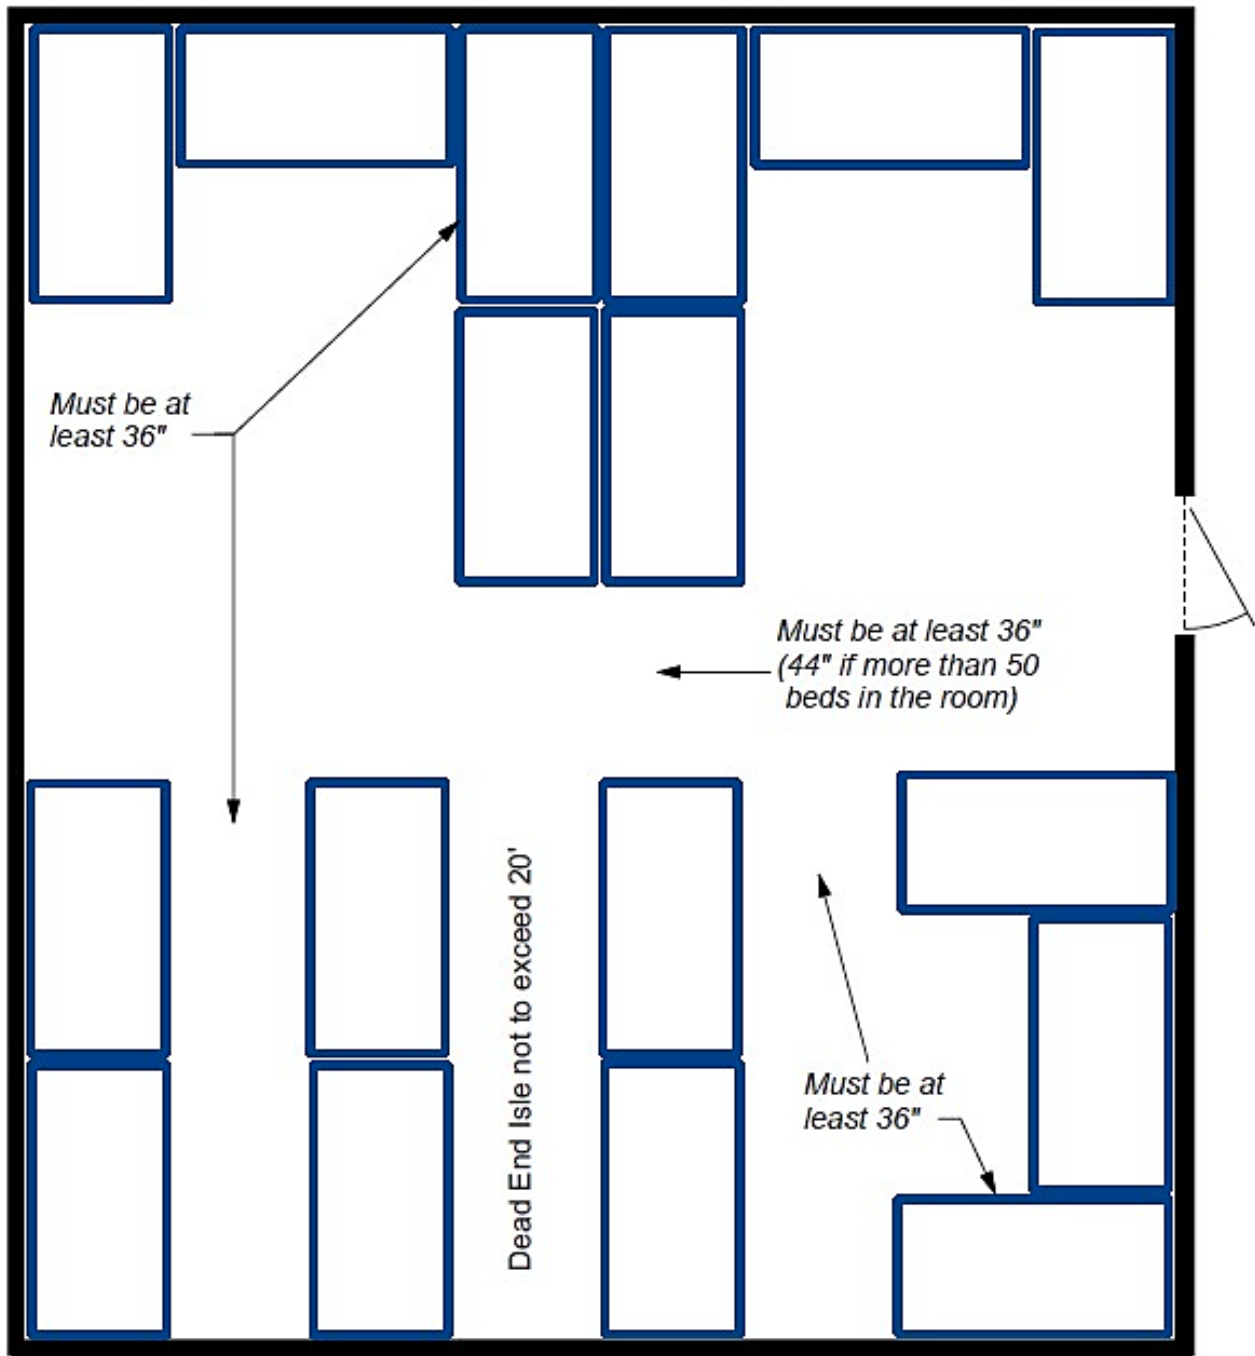 Must be at
least 36"
Must be at least 36"
(44" if more than 50
beds in the room)
Dead End Isle not to exceed 20'
Must be at
least 36"